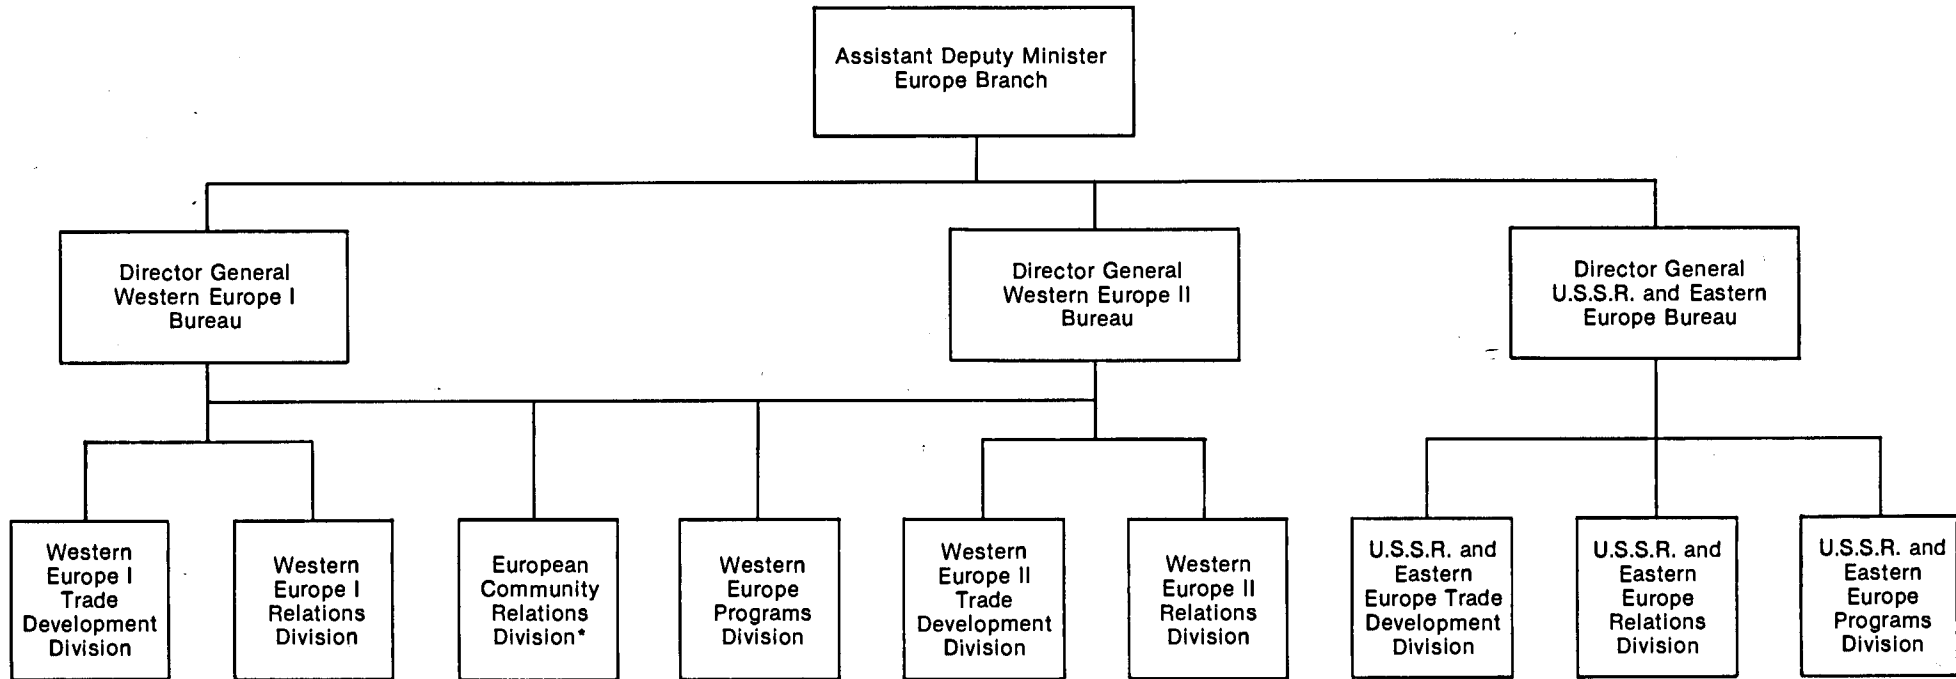 Assistant Deputy Minister
Europe Branch
Director General
Western Europe I
Bureau
Director General
Western Europe II
Bureau
Director General
U.S.S.R. and Eastern
Europe Bureau
Western
Europe I
Trade
Development
Division
Western
Europe I
Relations
Division
European
Community
Relations
Division*
Western
Europe
Programs
Division
Western
Europe II
Trade
Development
Division
Western
Europe II
Relations
Division
U.S.S.R. and
Eastern
Europe Trade
Development
Division
U.S.S.R. and
Eastern
Europe
Relations
Division
U.S.S.R. and
Eastern
Europe
Programs
Division